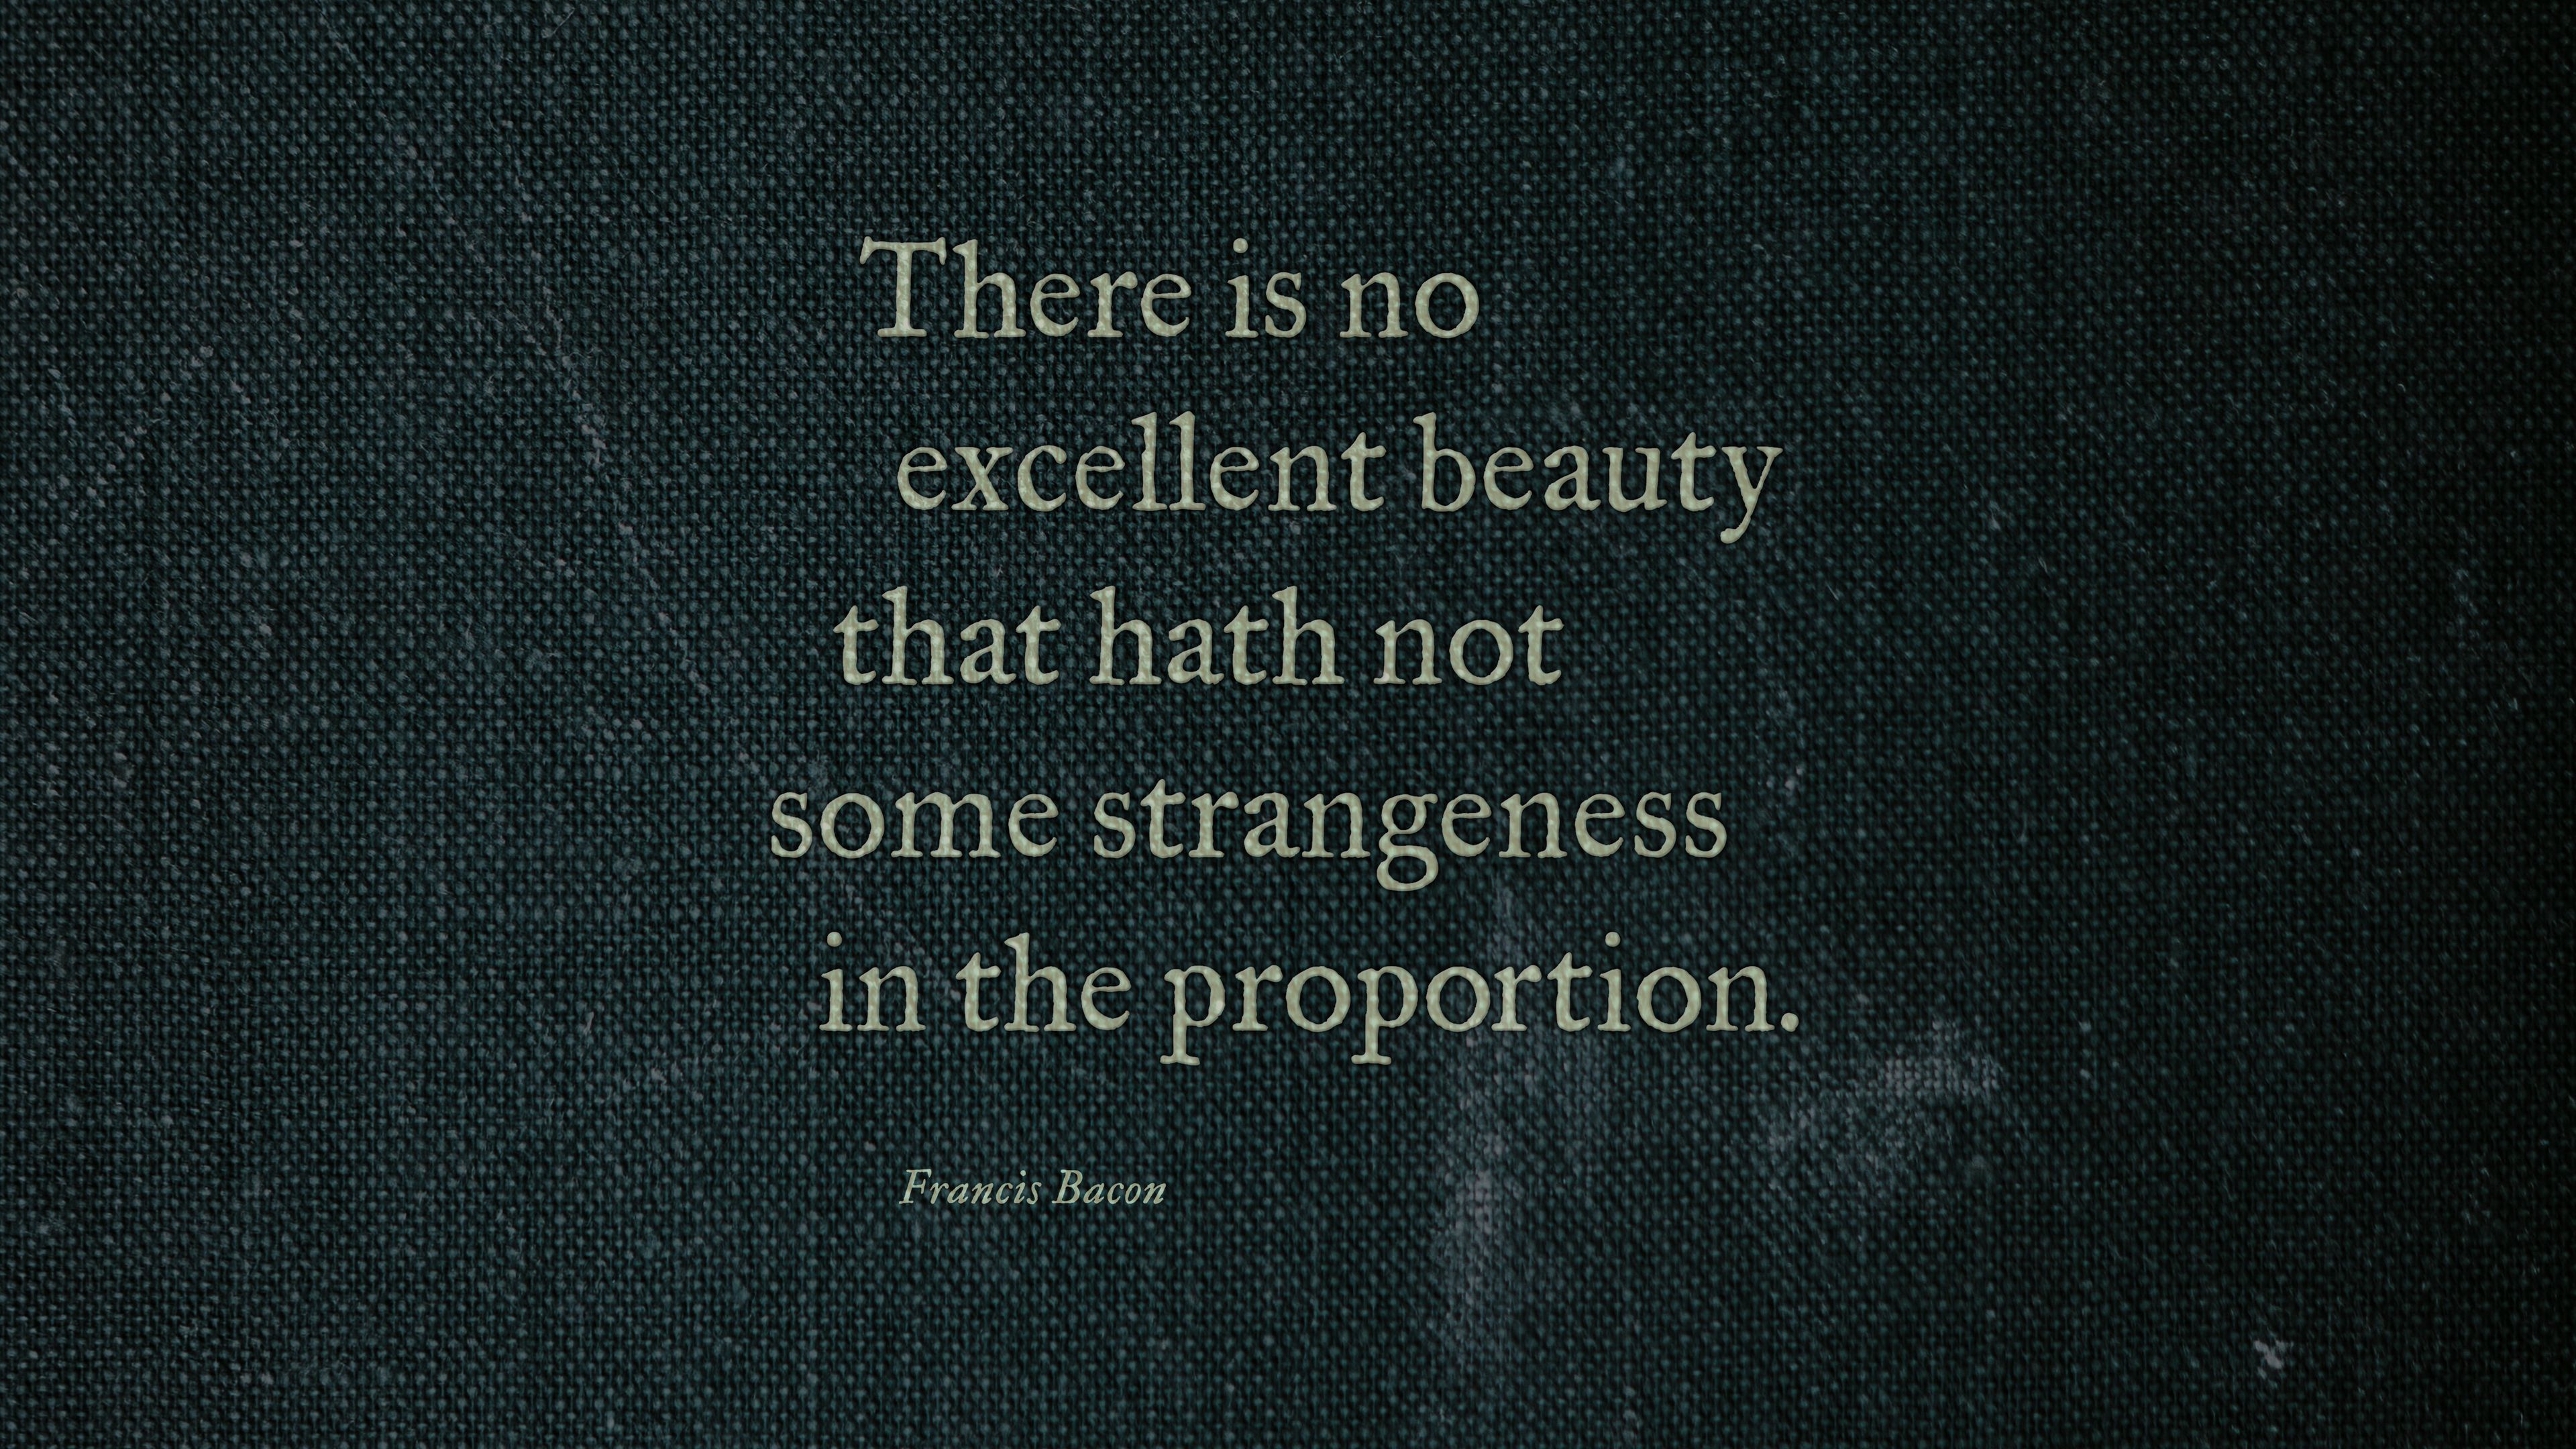 There is no
excellent beauty
that hath not
some strangeness
in the proportion.
Francis Bacon